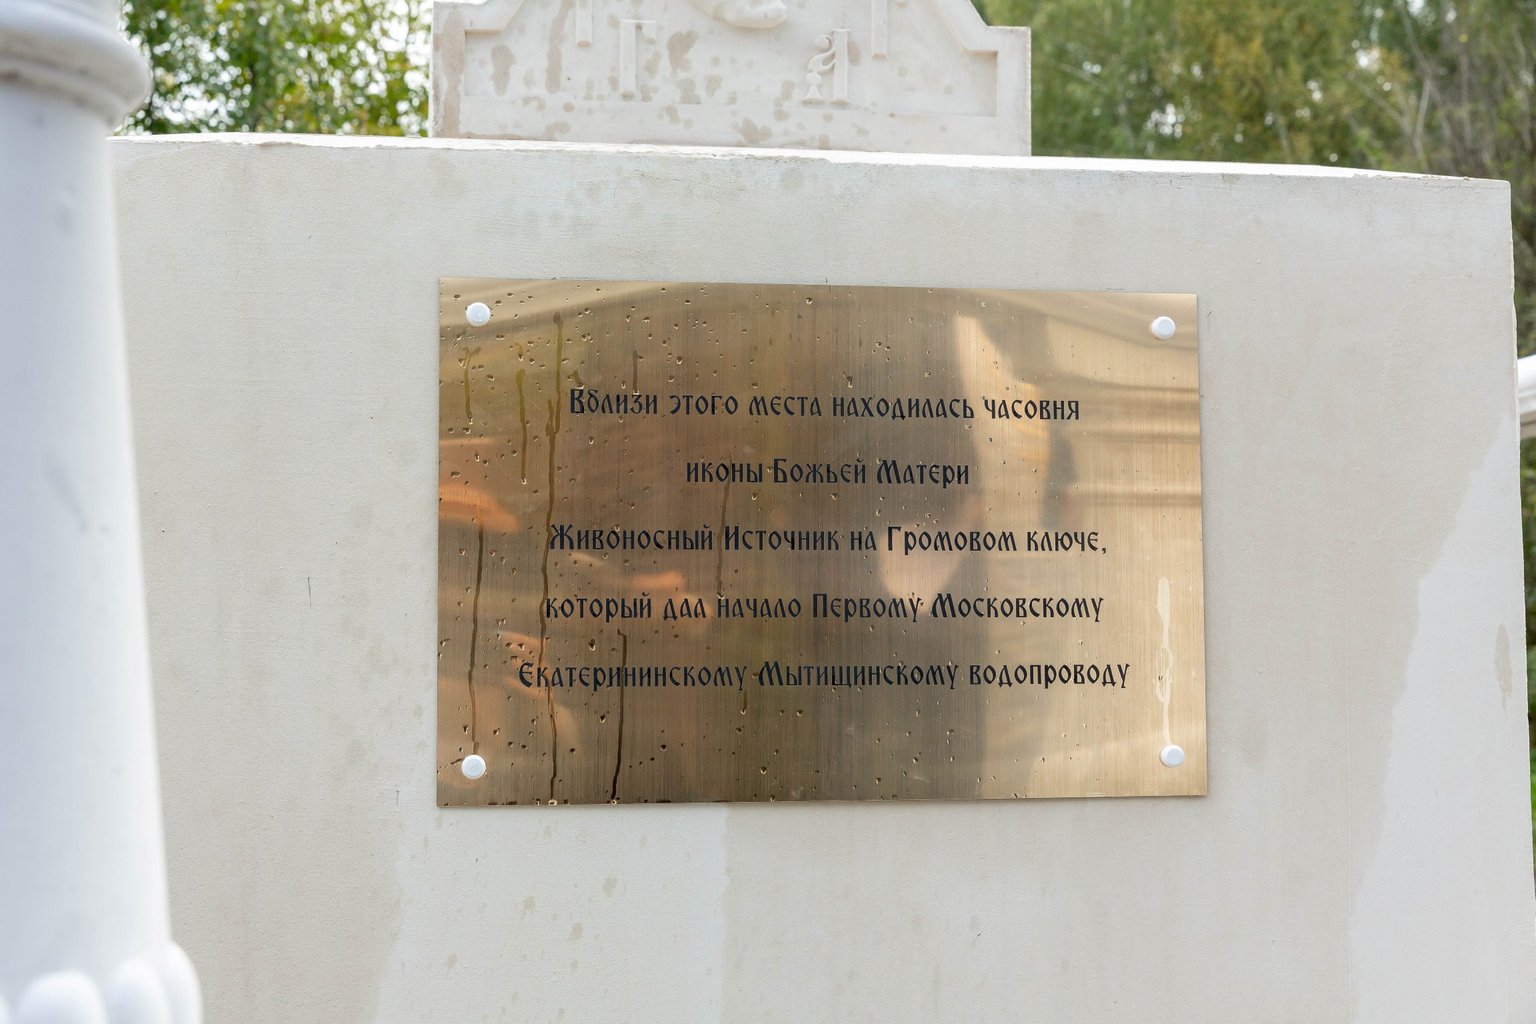 ГА
Вблизи этого места находилась часовня
иконы Божьей Матери
Живоносный Источник на Громовом ключе,
который дал начало Первому Московскому
Екатерининскому Мытищинскому водопроводу